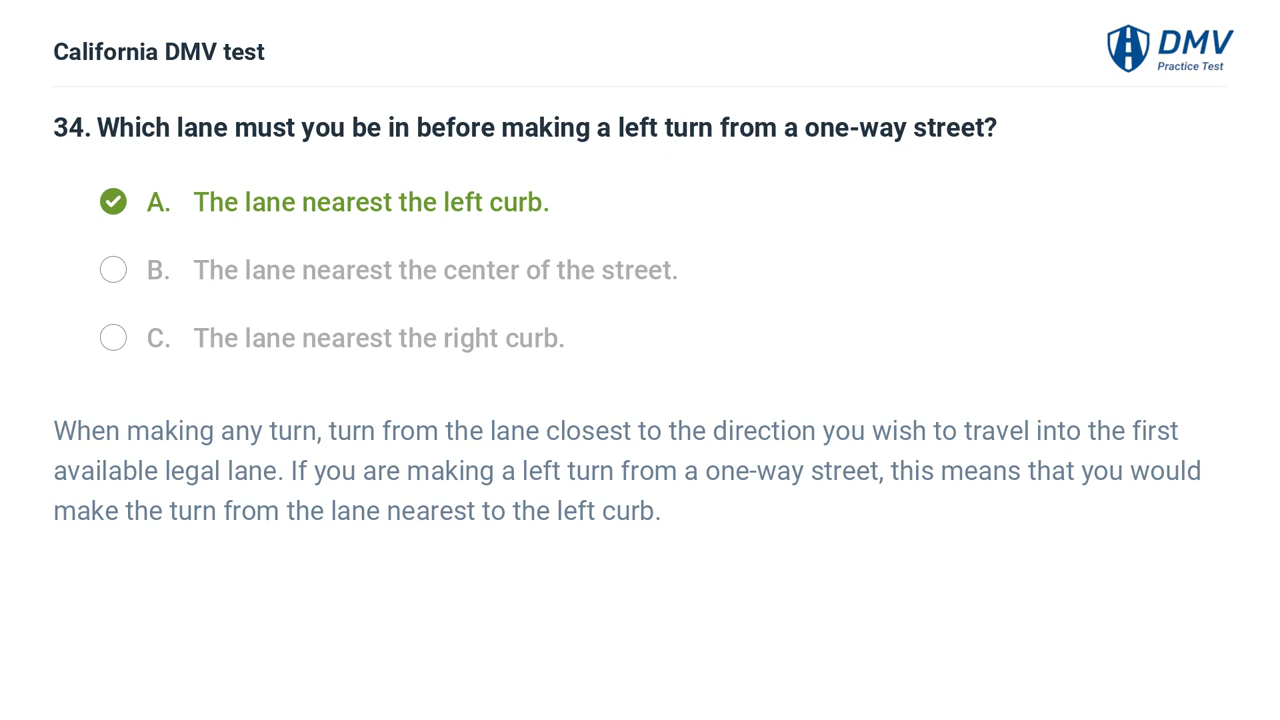 California DMV test
DMV
Practice Test
34. Which lane must you be in before making a left turn from a one-way street?
A. The lane nearest the left curb.
B. The lane nearest the center of the street.
C. The lane nearest the right curb.
When making any turn, turn from the lane closest to the direction you wish to travel into the first
available legal lane. If you are making a left turn from a one-way street, this means that you would
make the turn from the lane nearest to the left curb.